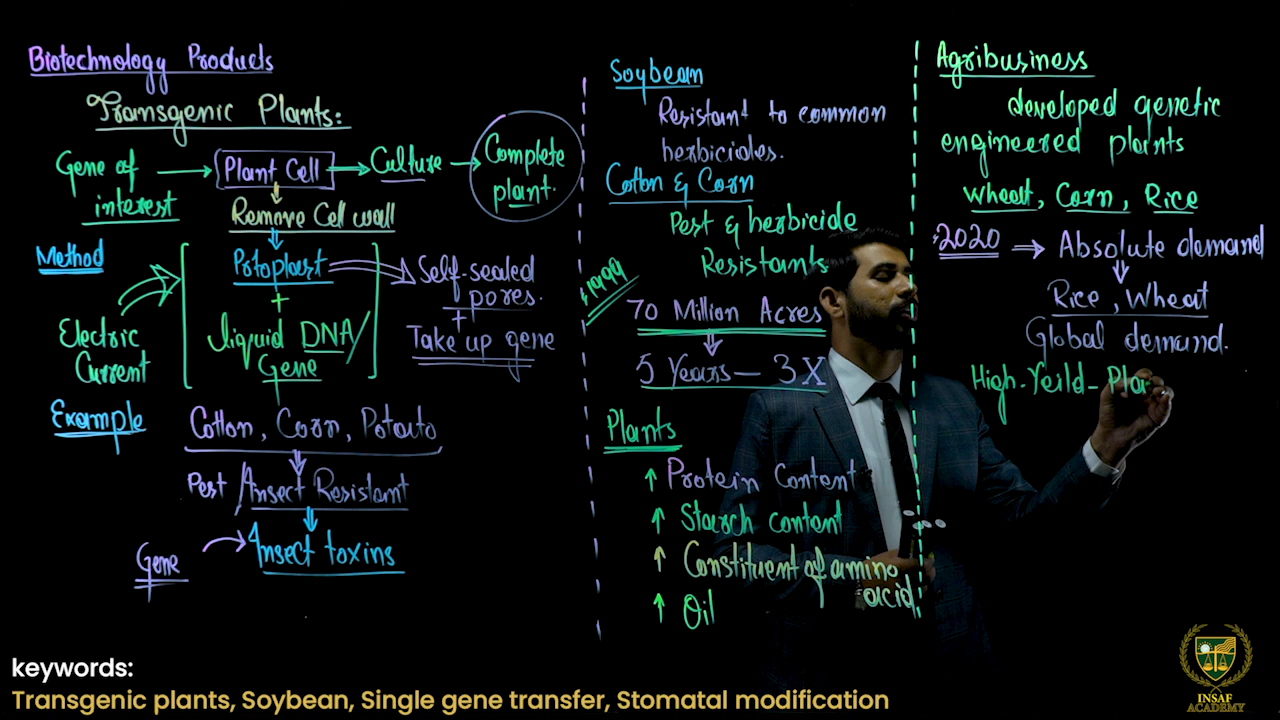 Biotechnology Products
Transgenic Plants:
Gene of interest → Plant Cell → Culture → Complete plant.
Remove Cell wall
Method
Protoplast
+
liquid DNA/
Gene
Self-sealed
pores.
+
Take up gene
Electric
Current
Example
Cotton, Corn, Potato
Pest/Insect Resistant
Gene
Insect toxins
Soybean
Resistant to common
herbicides.
Cotton & Corn
Pest & herbicide
Resistants
1999
70 Million Acres
5 Years – 3X
Plants
↑ Protein Content
↑ Starch content
↑ Constituent of amino
acid
↑ Oil
Agribusiness
developed genetic
engineered plants
Wheat, Corn, Rice
2020 ⇒ Absolute demand
Rice, Wheat
Global demand.
High-Yeild-Pla
keywords:
Transgenic plants, Soybean, Single gene transfer, Stomatal modification
INSAF
ACADEMY